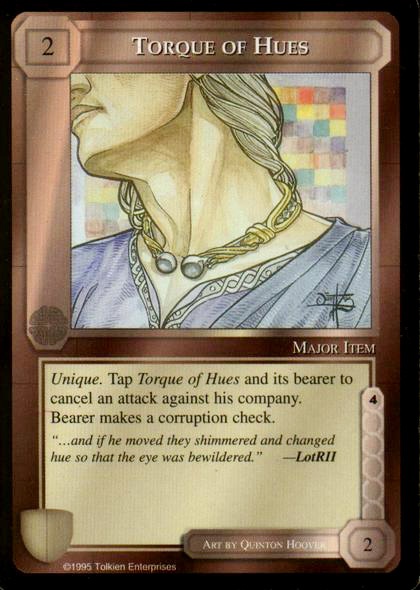 2
TORQUE OF HUES
MAJOR ITEM
Unique. Tap Torque of Hues and its bearer to
cancel an attack against his company.
Bearer makes a corruption check.
“...and if he moved they shimmered and changed
hue so that the eye was bewildered.” —LotRII
4
ART BY QUINTON HOOVER
2
©1995 Tolkien Enterprises